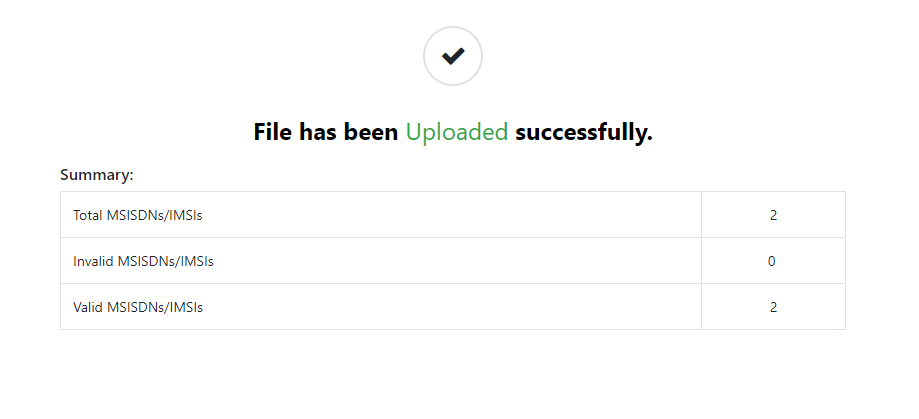 File has been Uploaded successfully.
Summary:
Total MSISDNs/IMSIs 2
Invalid MSISDNs/IMSIs 0
Valid MSISDNs/IMSIs 2